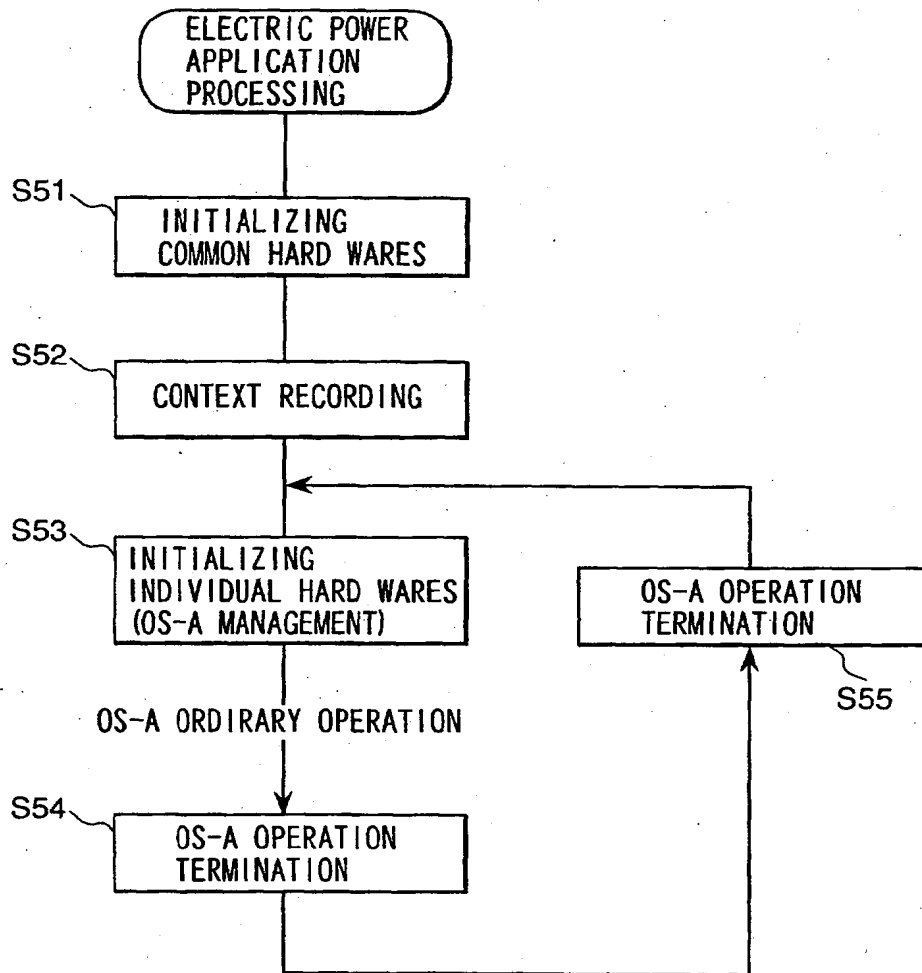 ELECTRIC POWER
APPLICATION
PROCESSING
S51
INITIALIZING
COMMON HARD WARES
S52
CONTEXT RECORDING
S53
INITIALIZING
INDIVIDUAL HARD WARES
(OS-A MANAGEMENT)
OS-A OPERATION
TERMINATION
S55
OS-A ORDIRARY OPERATION
S54
OS-A OPERATION
TERMINATION